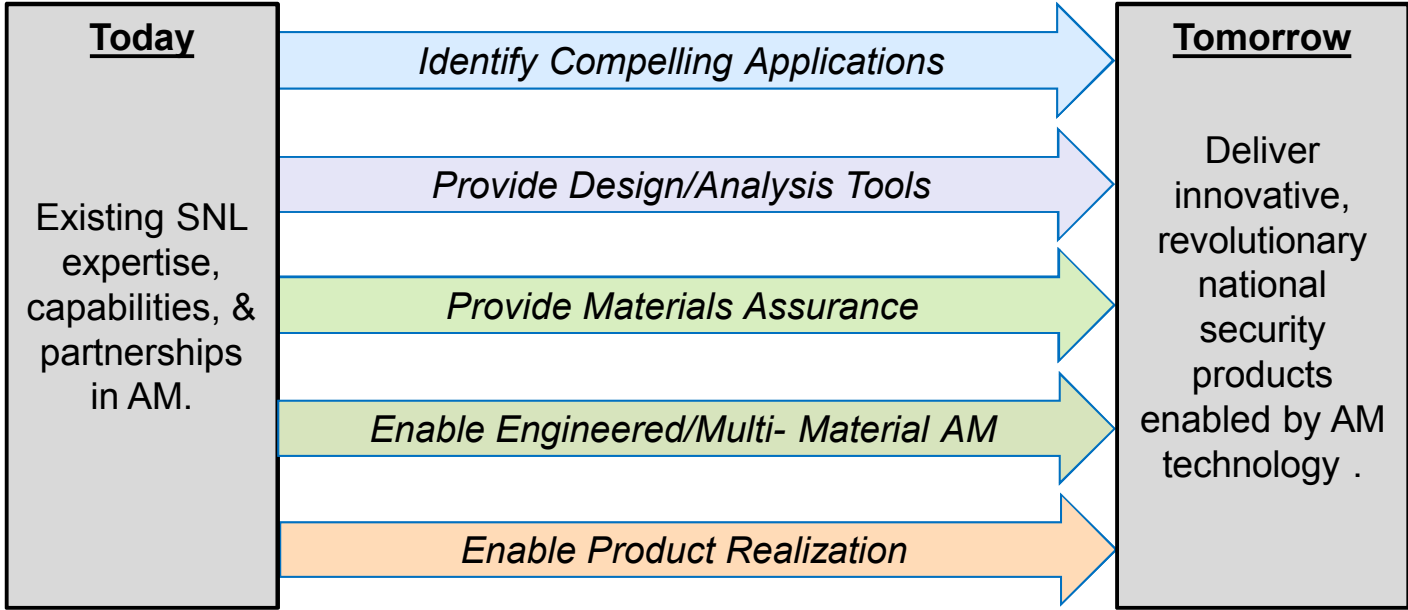 Today
Existing SNL
expertise,
capabilities, &
partnerships
in AM.
Identify Compelling Applications
Provide Design/Analysis Tools
Provide Materials Assurance
Enable Engineered/Multi- Material AM
Enable Product Realization
Tomorrow
Deliver
innovative,
revolutionary
national
security
products
enabled by AM
technology .